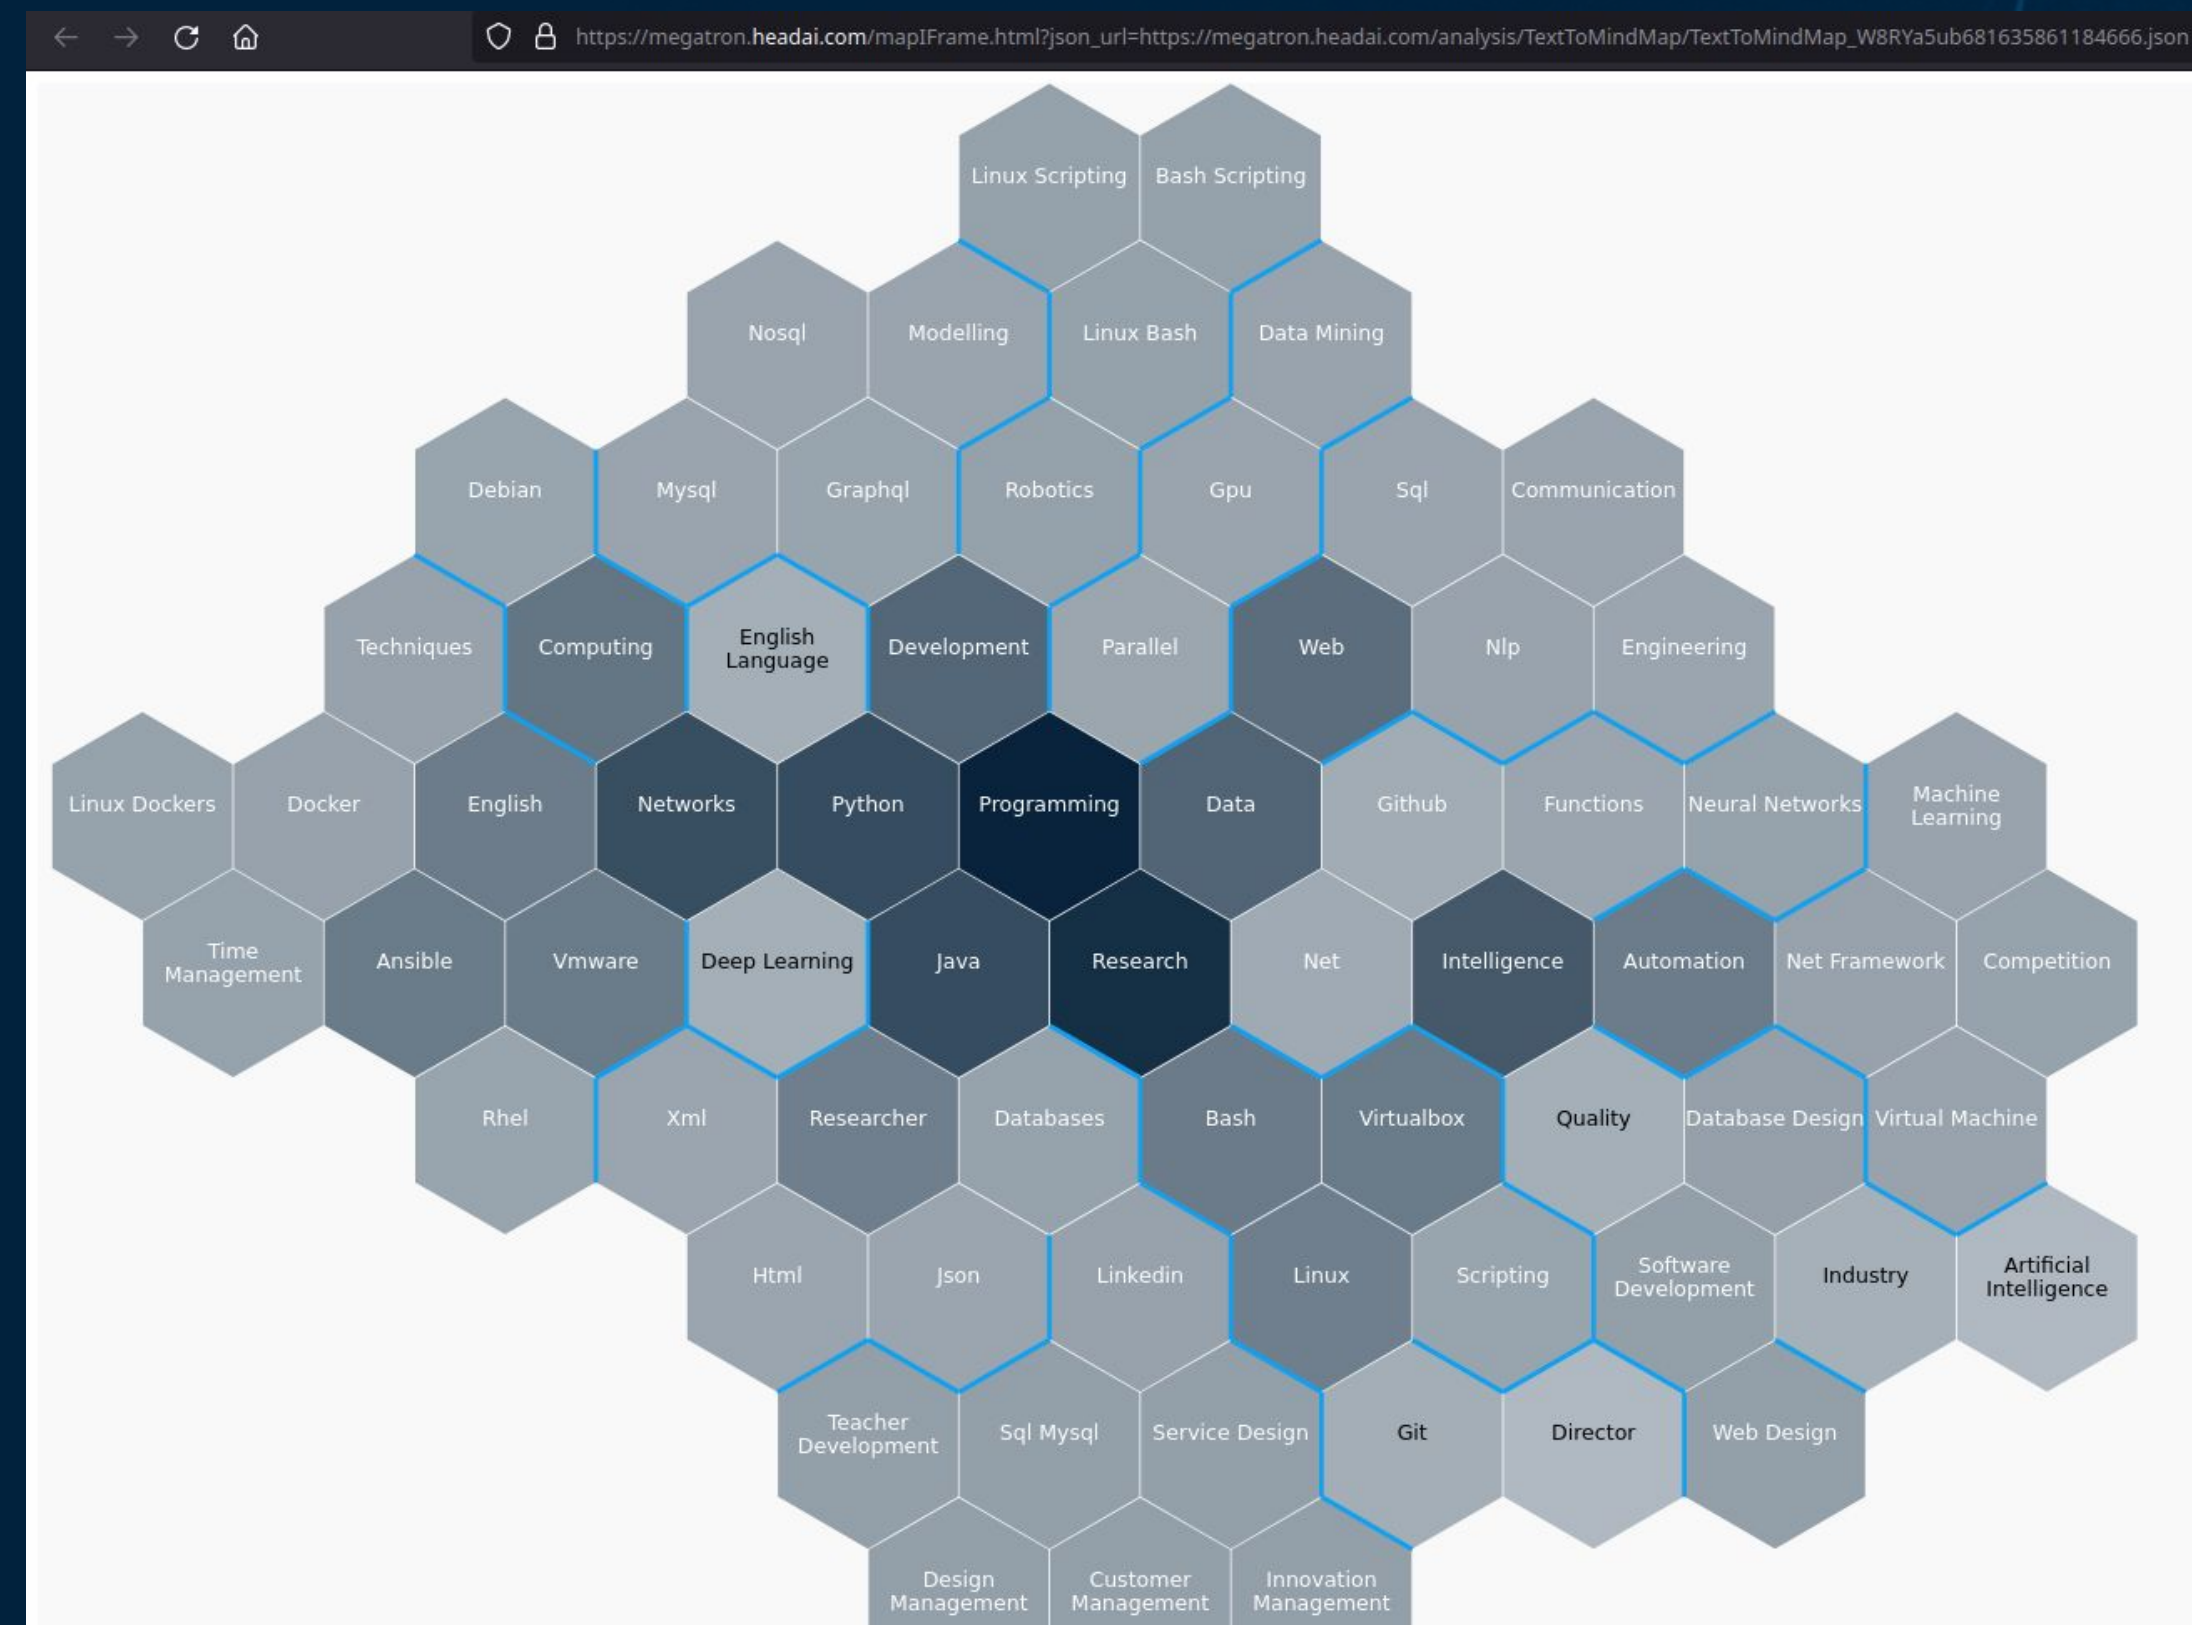 https://megatron.headai.com/mapIFrame.html?json_url=https://megatron.headai.com/analysis/TextToMindMap/TextToMindMap_W8RYa5ub681635861184666.json
Linux Scripting
Bash Scripting
Nosql
Modelling
Linux Bash
Data Mining
Debian
Mysql
Graphql
Robotics
Gpu
Sql
Communication
Techniques
Computing
English
Language
Development
Parallel
Web
Nlp
Engineering
Linux Dockers
Docker
English
Networks
Python
Programming
Data
Github
Functions
Neural Networks
Machine
Learning
Time
Management
Ansible
Vmware
Deep Learning
Java
Research
Net
Intelligence
Automation
Net Framework
Competition
Rhel
Xml
Researcher
Databases
Bash
Virtualbox
Quality
Database Design
Virtual Machine
Html
Json
Linkedin
Linux
Scripting
Software
Development
Industry
Artificial
Intelligence
Teacher
Development
Sql Mysql
Service Design
Git
Director
Web Design
Design
Management
Customer
Management
Innovation
Management